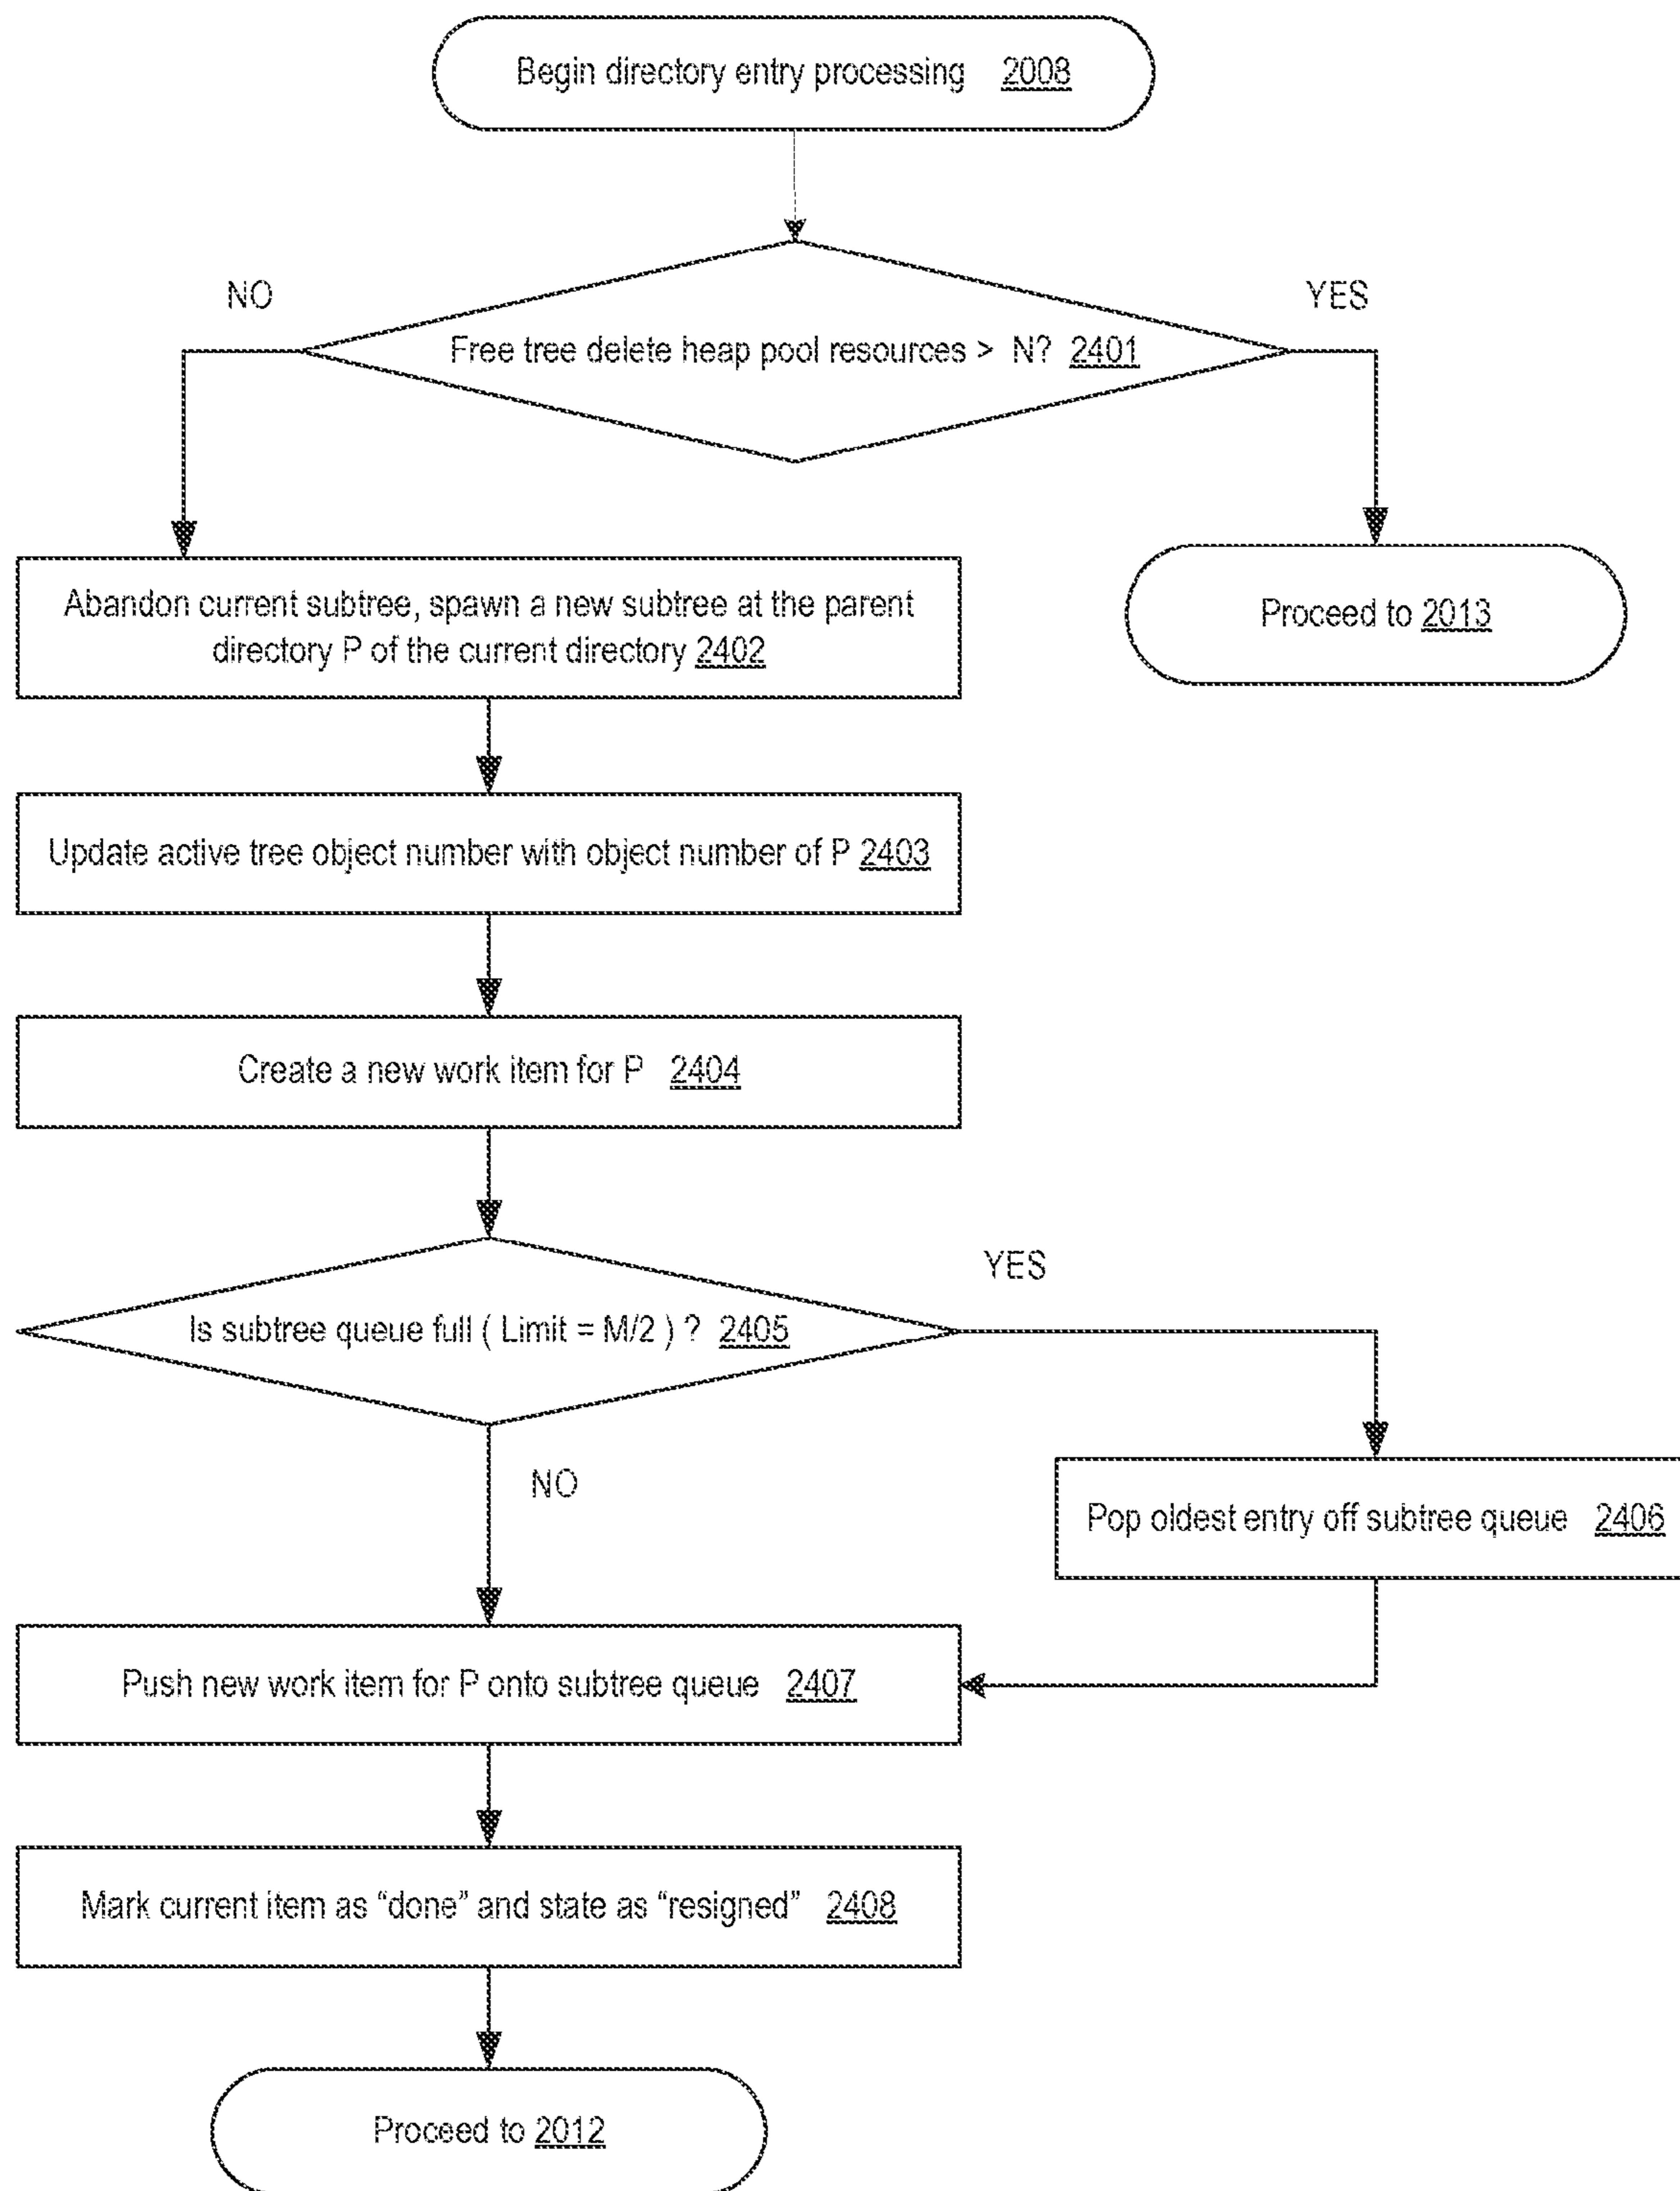 Begin directory entry processing 2008
NO
YES
Free tree delete heap pool resources > N? 2401
Abandon current subtree, spawn a new subtree at the parent
directory P of the current directory 2402
Proceed to 2013
Update active tree object number with object number of P 2403
Create a new work item for P 2404
YES
Is subtree queue full ( Limit = M/2 ) ? 2405
NO
Pop oldest entry off subtree queue 2406
Push new work item for P onto subtree queue 2407
Mark current item as “done” and state as “resigned” 2408
Proceed to 2012